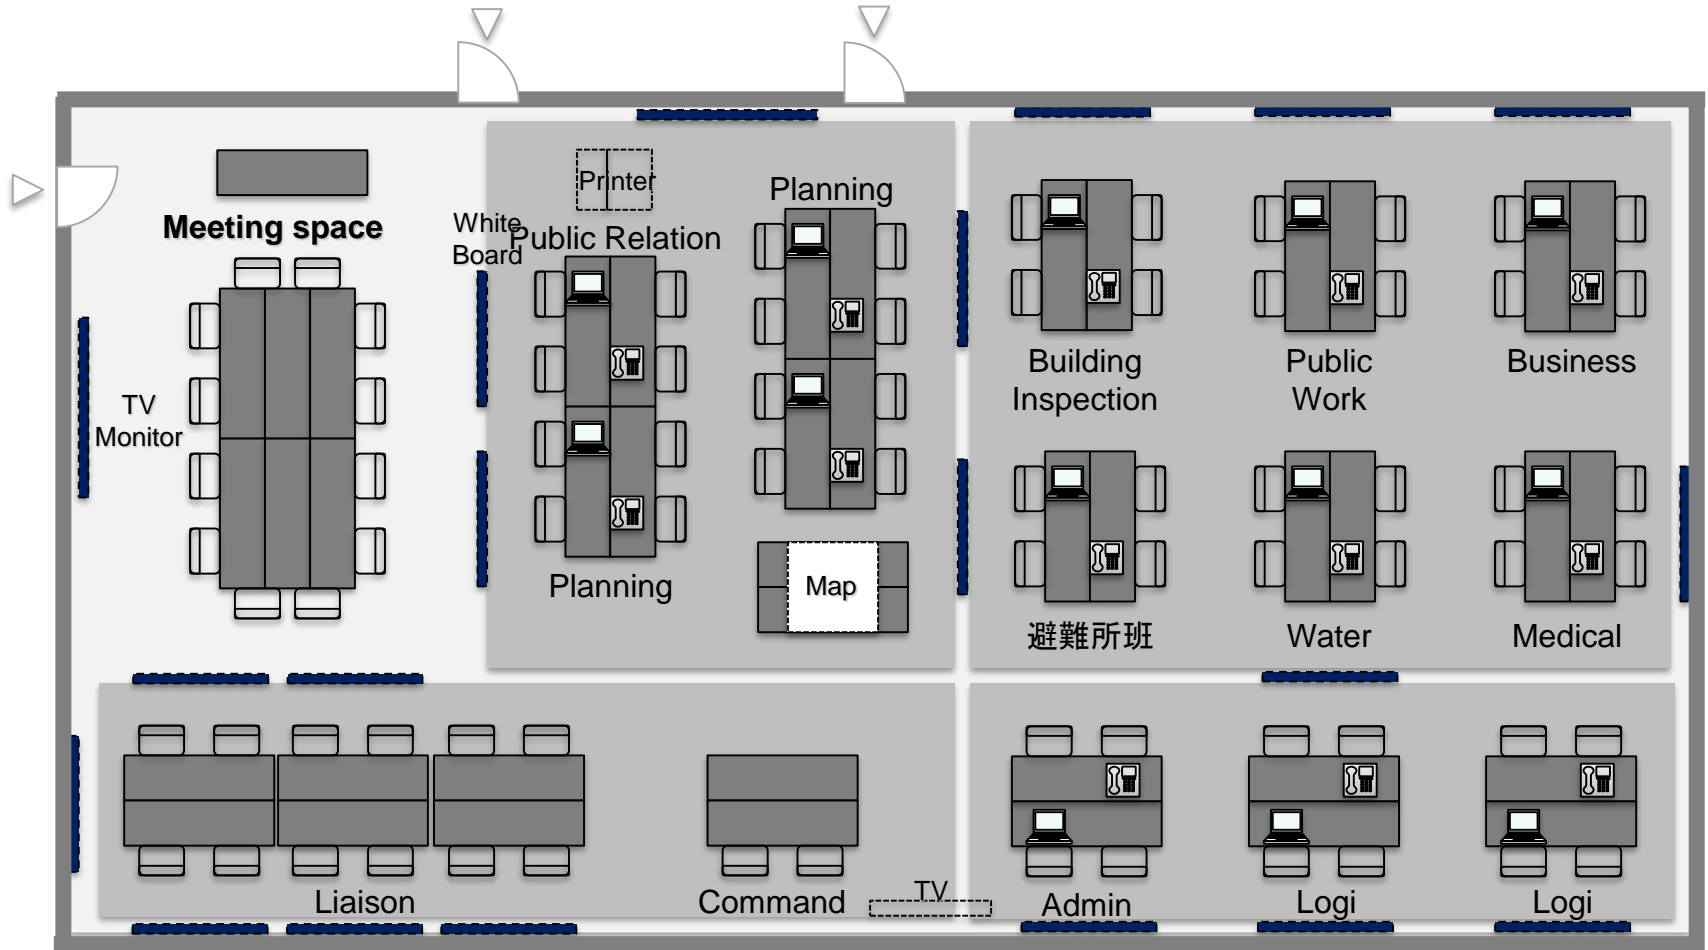 Printer
Planning
Meeting space
White
Board
Public Relation
Building
Inspection
Public
Work
Business
TV
Monitor
Planning
Map
避難所班
Water
Medical
Liaison
Command
TV
Admin
Logi
Logi